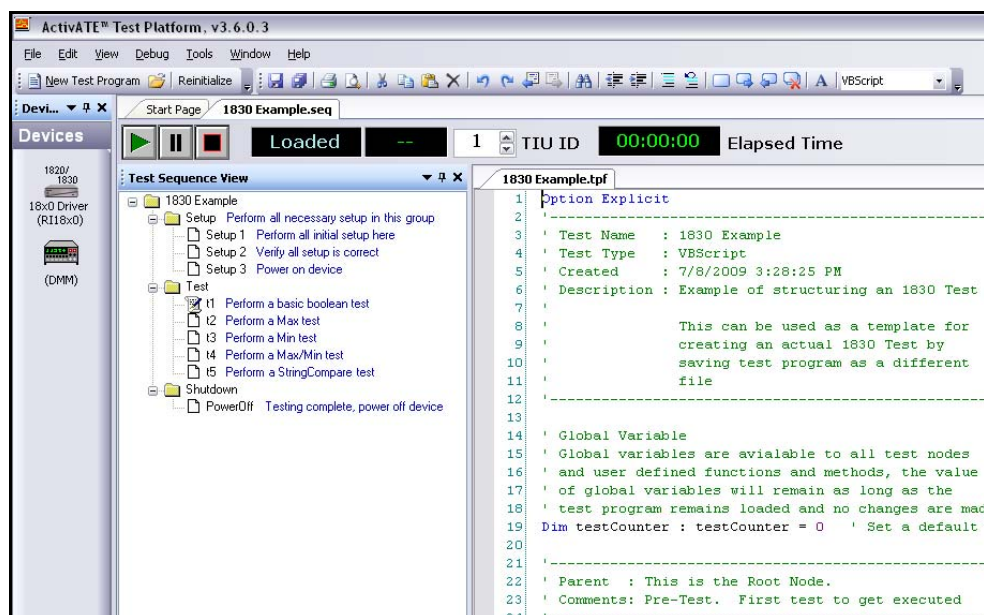 ActivATE™ Test Platform, v3.6.0.3
File Edit View Debug Tools Window Help
New Test Program Reinitialize A VBScript
Devi...
Devices
1820/
1830
18x0 Driver
(RI18x0)
(DMM)
Start Page 1830 Example.seq
Loaded -- 1 TIU ID 00:00:00 Elapsed Time
Test Sequence View
1830 Example
Setup Perform all necessary setup in this group
Setup 1 Perform all initial setup here
Setup 2 Verify all setup is correct
Setup 3 Power on device
Test
t1 Perform a basic boolean test
t2 Perform a Max test
t3 Perform a Min test
t4 Perform a Max/Min test
t5 Perform a StringCompare test
Shutdown
PowerOff Testing complete, power off device
1830 Example.tpf
1 Option Explicit
2 '------------------------------------------------------
3 ' Test Name : 1830 Example
4 ' Test Type : VBScript
5 ' Created : 7/8/2009 3:28:25 PM
6 ' Description : Example of structuring an 1830 Test
7 '
8 ' This can be used as a template for
9 ' creating an actual 1830 Test by
10 ' saving test program as a different
11 ' file
12 '------------------------------------------------------
13
14 ' Global Variable
15 ' Global variables are avialable to all test nodes
16 ' and user defined functions and methods, the value
17 ' of global variables will remain as long as the
18 ' test program remains loaded and no changes are mad
19 Dim testCounter : testCounter = 0 ' Set a default
20
21 '------------------------------------------------------
22 ' Parent : This is the Root Node.
23 ' Comments: Pre-Test. First test to get executed